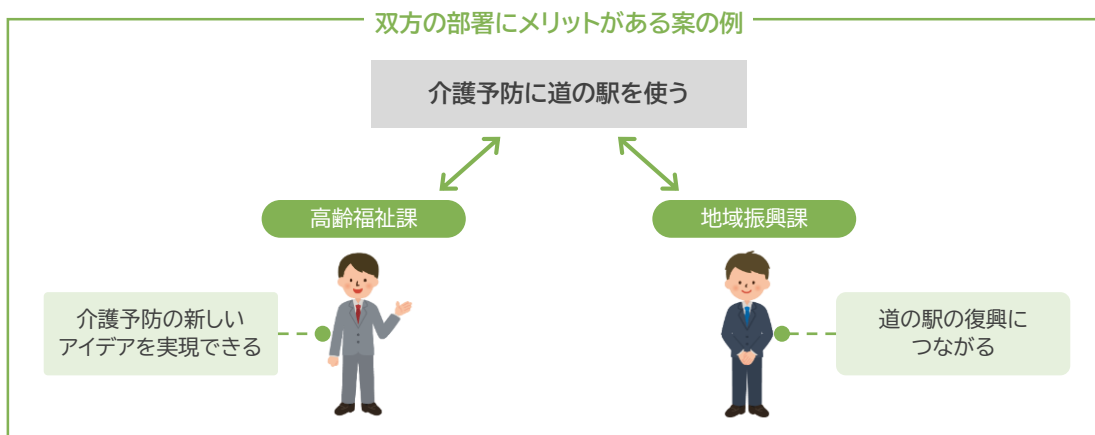 双方の部署にメリットがある案の例
介護予防に道の駅を使う
高齢福祉課
地域振興課
介護予防の新しい
アイデアを実現できる
道の駅の復興に
つながる